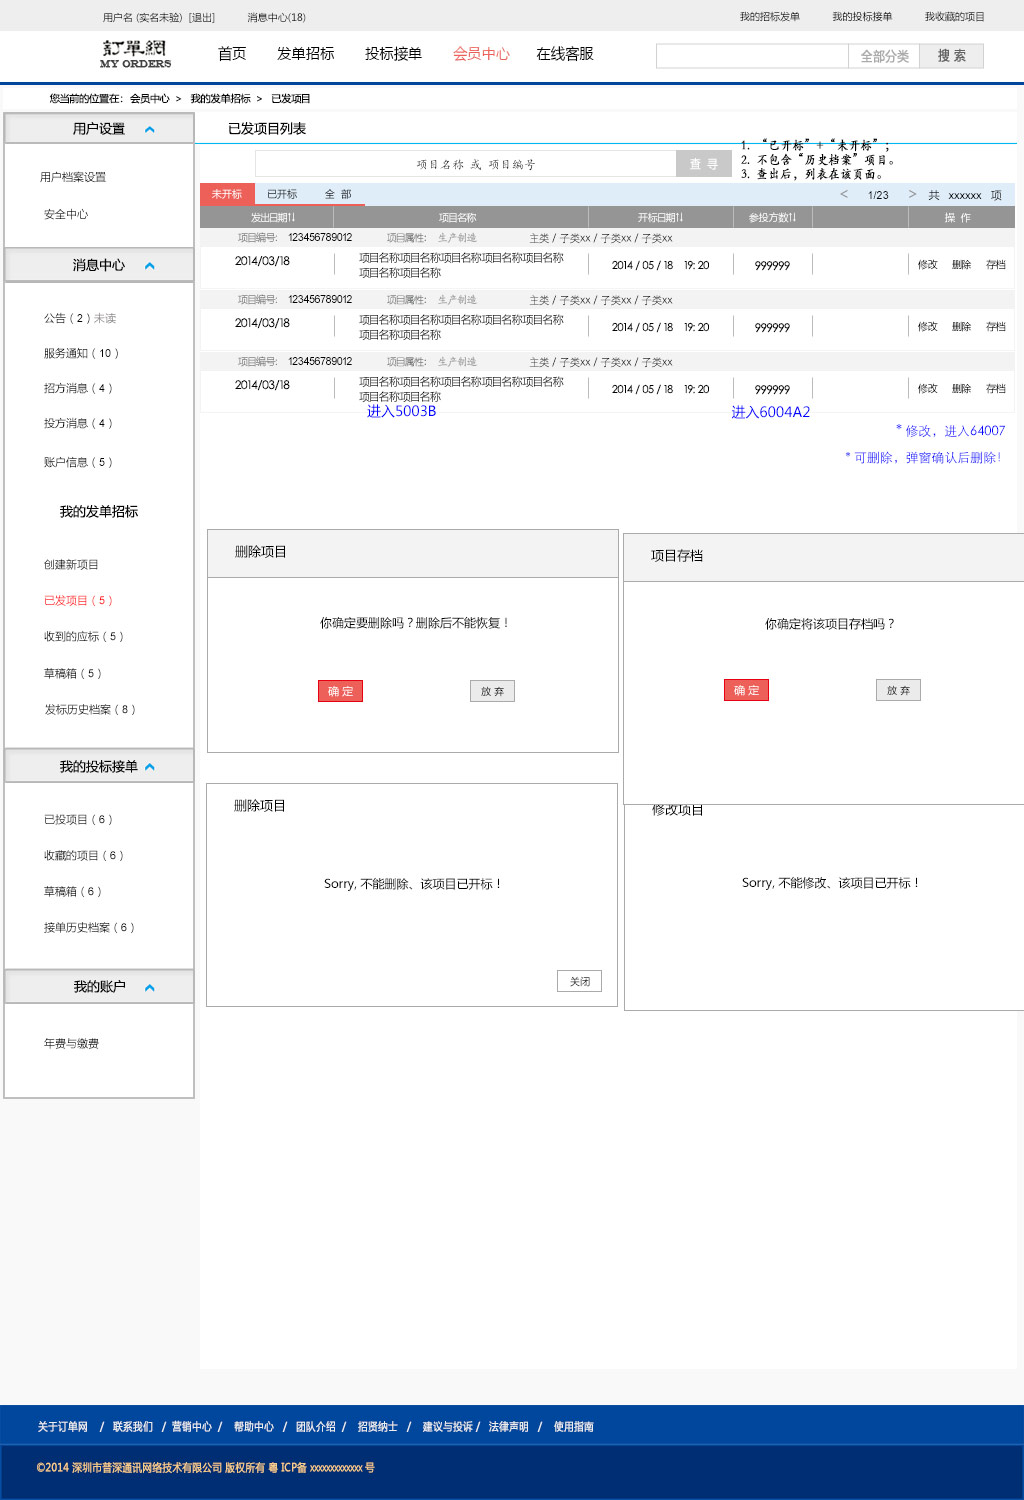 用户名 (实名未验) [退出] 消息中心(18) 我的招标发单 我的投标接单 我收藏的项目
訂單網
MY ORDERS
首页 发单招标 投标接单 会员中心 在线客服 全部分类 搜 索
您当前的位置在： 会员中心 > 我的发单招标 > 已发项目
用户设置
用户档案设置
安全中心
消息中心
公告（2）未读
服务通知（10）
招方消息（4）
投方消息（4）
账户信息（5）
我的发单招标
创建新项目
已发项目（5）
收到的应标（5）
草稿箱（5）
发标历史档案（8）
我的投标接单
已投项目（6）
收藏的项目（6）
草稿箱（6）
接单历史档案（6）
我的账户
年费与缴费
已发项目列表
项目名称 或 项目编号 查 寻
1. “已开标”+“未开标”；
2. 不包含“历史档案”项目。
3. 查出后，列表在该页面。
未开标 已开标 全 部 < 1/23 > 共 xxxxxx 项
发出日期↑↓ 项目名称 开标日期↑↓ 参投方数↑↓ 操 作
项目编号: 123456789012 项目属性: 生产制造 主类 / 子类xx / 子类xx / 子类xx
2014/03/18 项目名称项目名称项目名称项目名称项目名称 2014 / 05 / 18 19: 20 999999 修改 删除 存档
项目名称项目名称
项目编号: 123456789012 项目属性: 生产制造 主类 / 子类xx / 子类xx / 子类xx
2014/03/18 项目名称项目名称项目名称项目名称项目名称 2014 / 05 / 18 19: 20 999999 修改 删除 存档
项目名称项目名称
项目编号: 123456789012 项目属性: 生产制造 主类 / 子类xx / 子类xx / 子类xx
2014/03/18 项目名称项目名称项目名称项目名称项目名称 2014 / 05 / 18 19: 20 999999 修改 删除 存档
项目名称项目名称
进入5003B 进入6004A2
* 修改，进入64007
* 可删除，弹窗确认后删除!
删除项目
你确定要删除吗？删除后不能恢复！
确 定 放 弃
项目存档
你确定将该项目存档吗？
确 定 放 弃
删除项目
Sorry, 不能删除、该项目已开标！
关闭
修改项目
Sorry, 不能修改、该项目已开标！
关于订单网 / 联系我们 / 营销中心 / 帮助中心 / 团队介绍 / 招贤纳士 / 建议与投诉 / 法律声明 / 使用指南
©2014 深圳市普深通讯网络技术有限公司 版权所有 粤 ICP备 xxxxxxxxxxxx 号